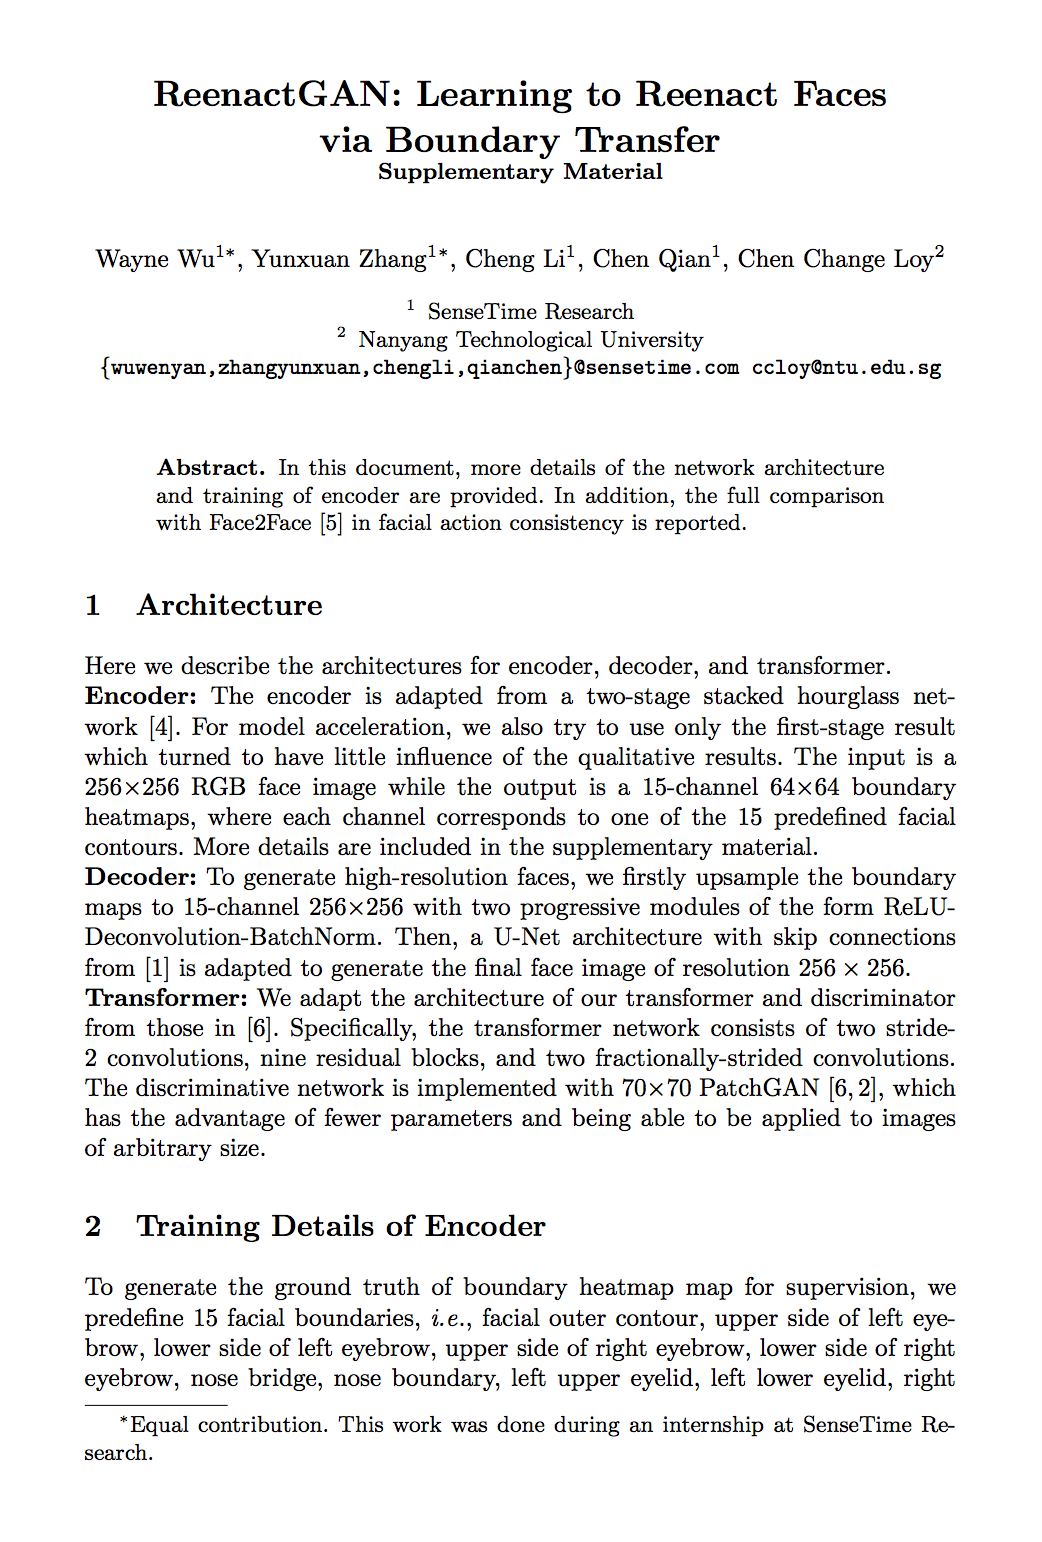 ReenactGAN: Learning to Reenact Faces
via Boundary Transfer
Supplementary Material
Wayne Wu1*, Yunxuan Zhang1*, Cheng Li1, Chen Qian1, Chen Change Loy2
1 SenseTime Research
2 Nanyang Technological University
{wuwenyan,zhangyunxuan,chengli,qianchen}@sensetime.com ccloy@ntu.edu.sg
Abstract. In this document, more details of the network architecture
and training of encoder are provided. In addition, the full comparison
with Face2Face [5] in facial action consistency is reported.
1 Architecture
Here we describe the architectures for encoder, decoder, and transformer.
Encoder: The encoder is adapted from a two-stage stacked hourglass net-
work [4]. For model acceleration, we also try to use only the first-stage result
which turned to have little influence of the qualitative results. The input is a
256×256 RGB face image while the output is a 15-channel 64×64 boundary
heatmaps, where each channel corresponds to one of the 15 predefined facial
contours. More details are included in the supplementary material.
Decoder: To generate high-resolution faces, we firstly upsample the boundary
maps to 15-channel 256×256 with two progressive modules of the form ReLU-
Deconvolution-BatchNorm. Then, a U-Net architecture with skip connections
from [1] is adapted to generate the final face image of resolution 256 × 256.
Transformer: We adapt the architecture of our transformer and discriminator
from those in [6]. Specifically, the transformer network consists of two stride-
2 convolutions, nine residual blocks, and two fractionally-strided convolutions.
The discriminative network is implemented with 70×70 PatchGAN [6, 2], which
has the advantage of fewer parameters and being able to be applied to images
of arbitrary size.
2 Training Details of Encoder
To generate the ground truth of boundary heatmap map for supervision, we
predefine 15 facial boundaries, i.e., facial outer contour, upper side of left eye-
brow, lower side of left eyebrow, upper side of right eyebrow, lower side of right
eyebrow, nose bridge, nose boundary, left upper eyelid, left lower eyelid, right
*Equal contribution. This work was done during an internship at SenseTime Re-
search.